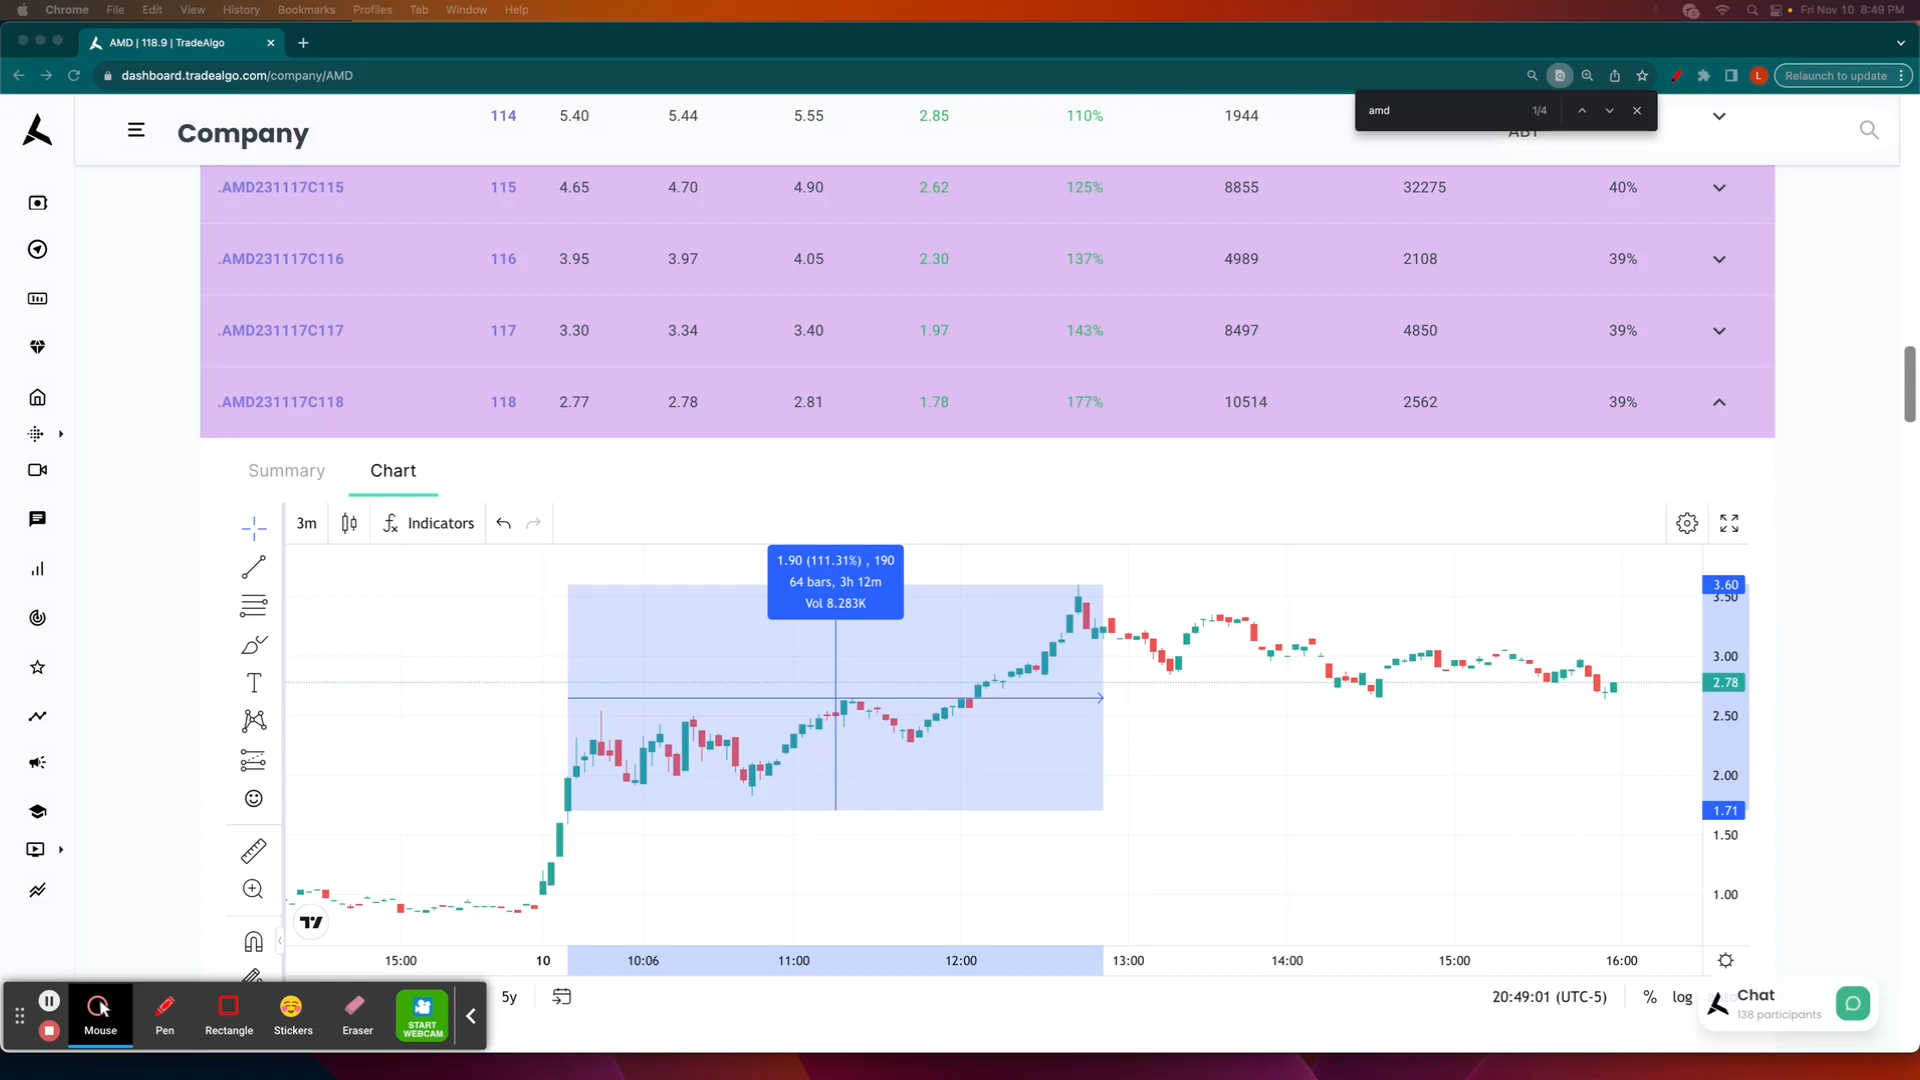 Chrome File Edit View History Bookmarks Profiles Tab Window Help Fri Nov 10 8:49 PM
AMD | 118.9 | TradeAlgo
dashboard.tradealgo.com/company/AMD L Relaunch to update
amd 1/4
Company 114 5.40 5.44 5.55 2.85 110% 1944
.AMD231117C115 115 4.65 4.70 4.90 2.62 125% 8855 32275 40%
.AMD231117C116 116 3.95 3.97 4.05 2.30 137% 4989 2108 39%
.AMD231117C117 117 3.30 3.34 3.40 1.97 143% 8497 4850 39%
.AMD231117C118 118 2.77 2.78 2.81 1.78 177% 10514 2562 39%
Summary Chart
3m Indicators
1.90 (111.31%) , 190
64 bars, 3h 12m
Vol 8.283K
3.60
3.50
3.00
2.78
2.50
2.00
1.71
1.50
1.00
15:00 10 10:06 11:00 12:00 13:00 14:00 15:00 16:00
5y 20:49:01 (UTC-5) % log
Chat
138 participants
Mouse Pen Rectangle Stickers Eraser START WEBCAM